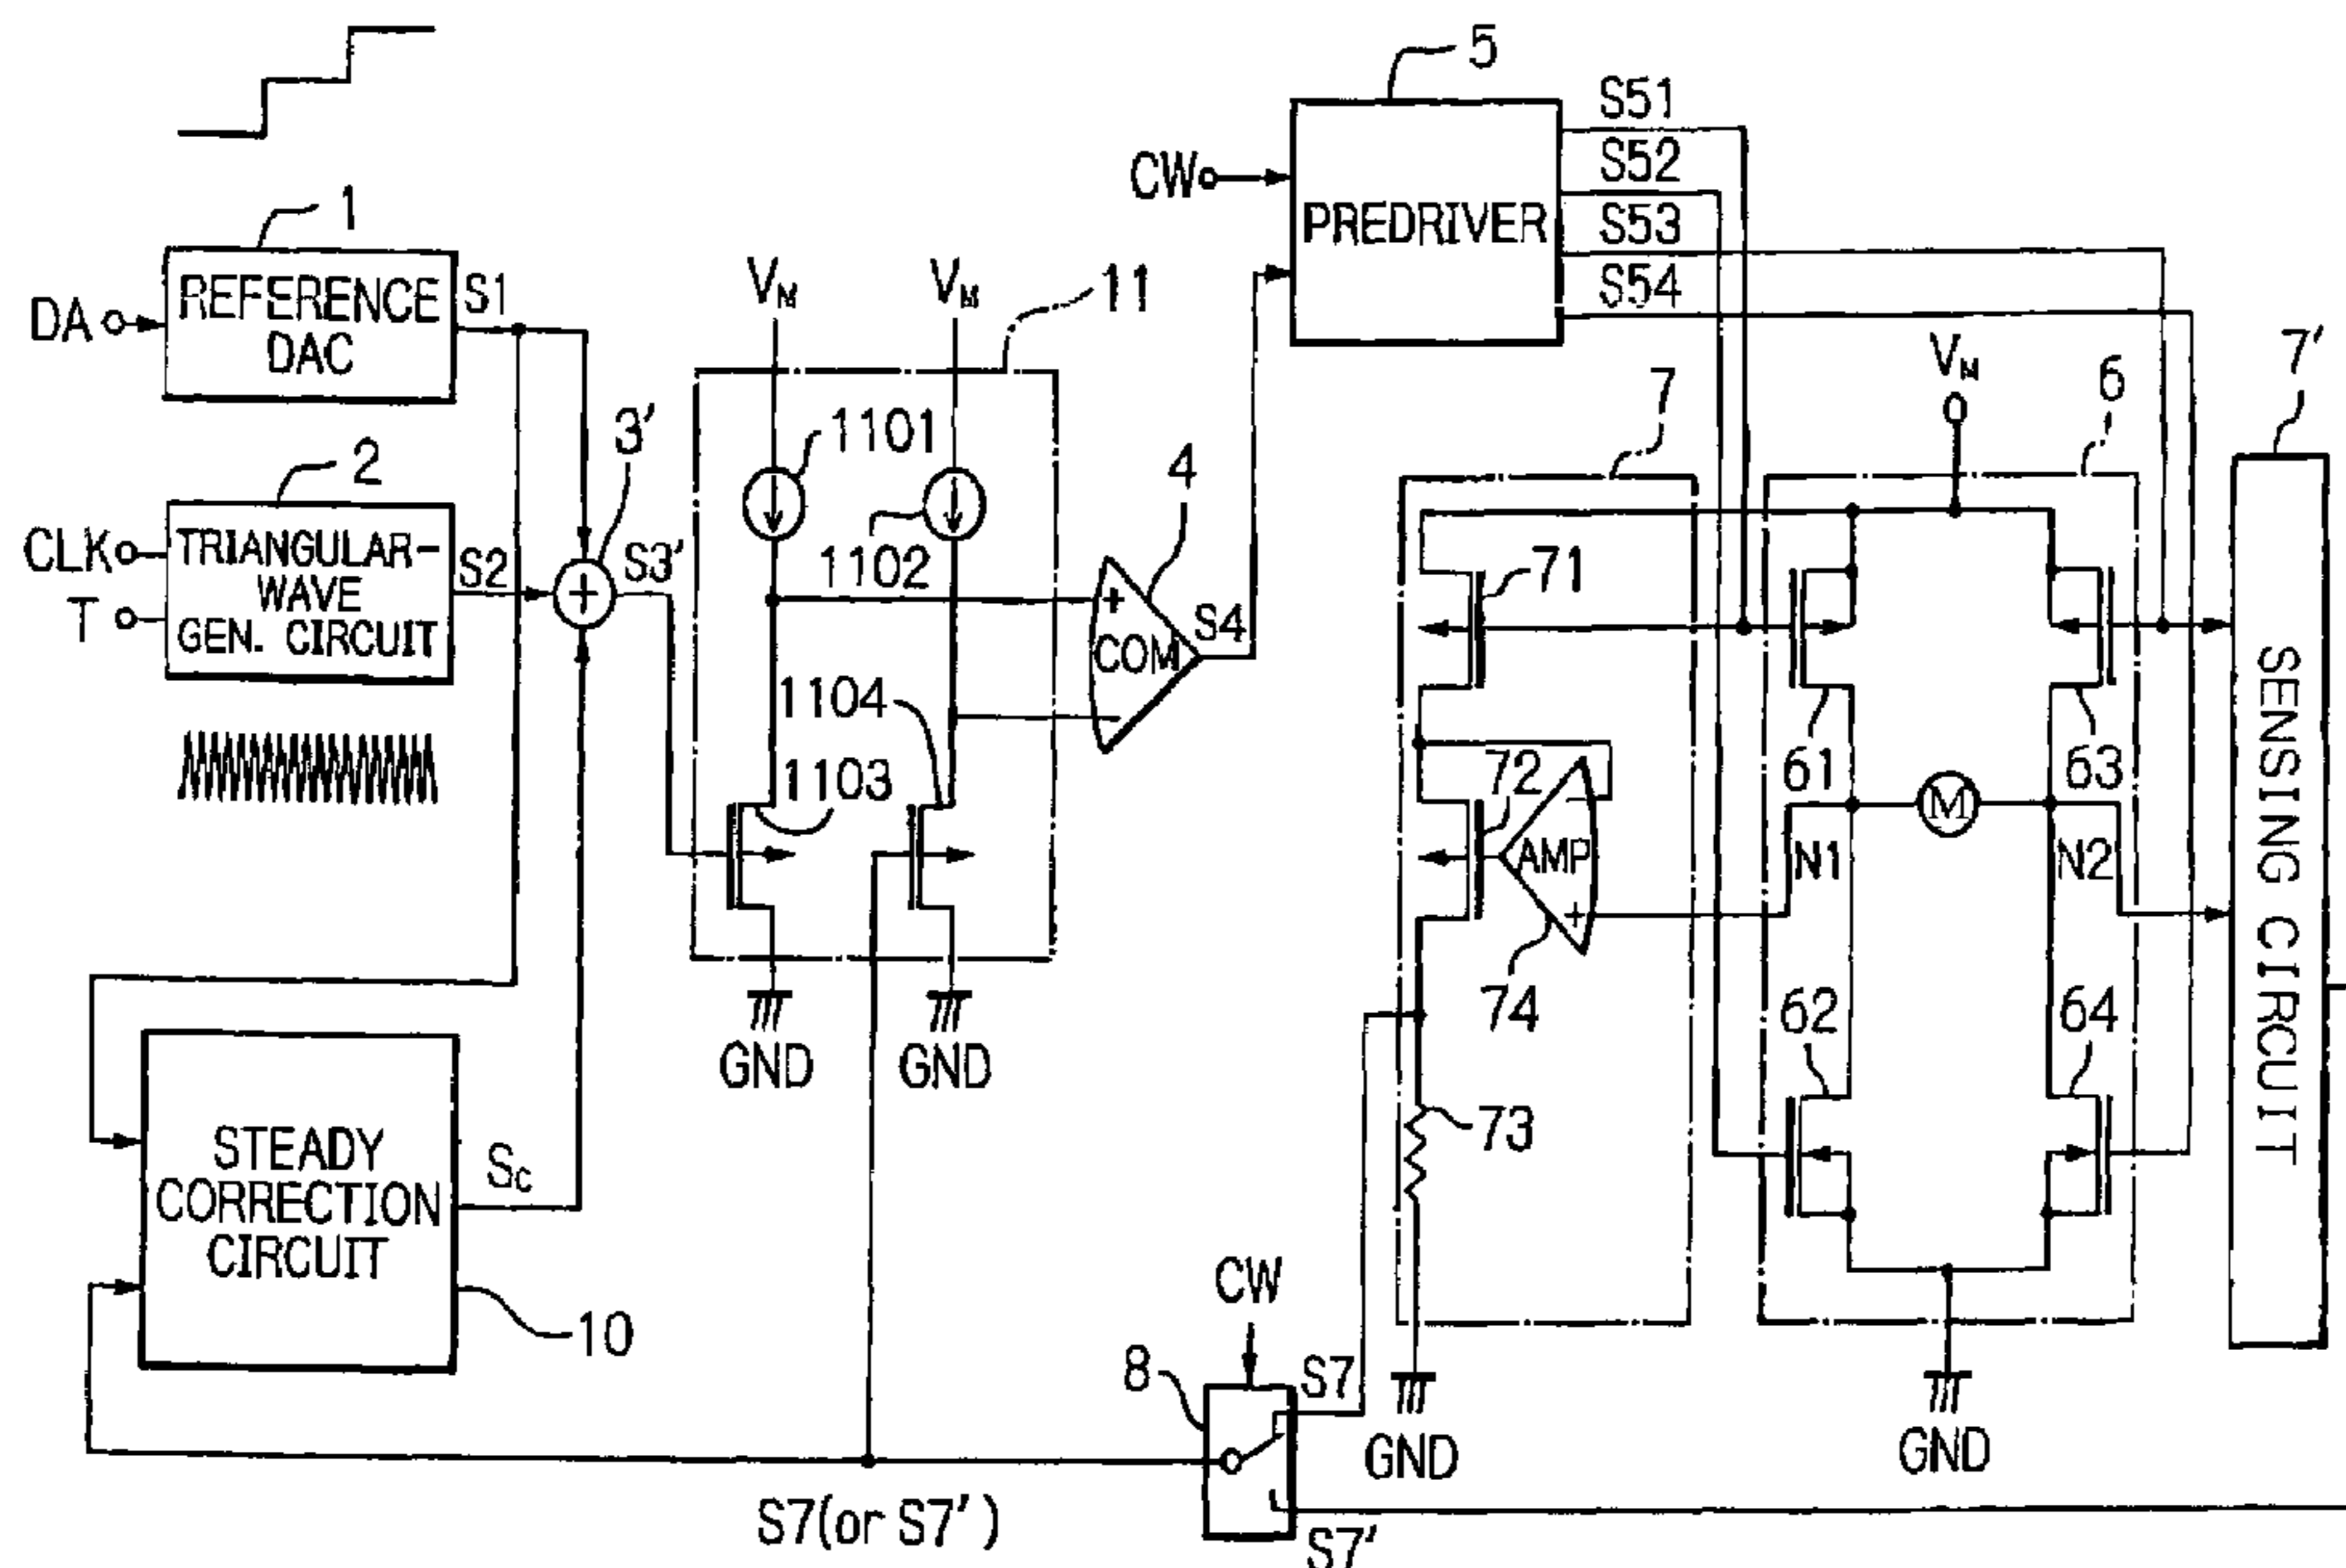 5
S51
S52
CW
PREDRIVER
S53
S54
1
REFERENCE
DAC
S1
DA
VM
VM
11
VM
6
7
7'
3'
1101
4
2
CLK
T
TRIANGULAR-
WAVE
GEN. CIRCUIT
S2
+
S3'
1102
+
COM
−
S4
71
1104
1103
72
−
AMP
+
74
61
63
M
N1
N2
SENSING CIRCUIT
GND
GND
62
64
73
STEADY
CORRECTION
CIRCUIT
Sc
10
CW
8
S7
GND
GND
S7(or S7')
S7'